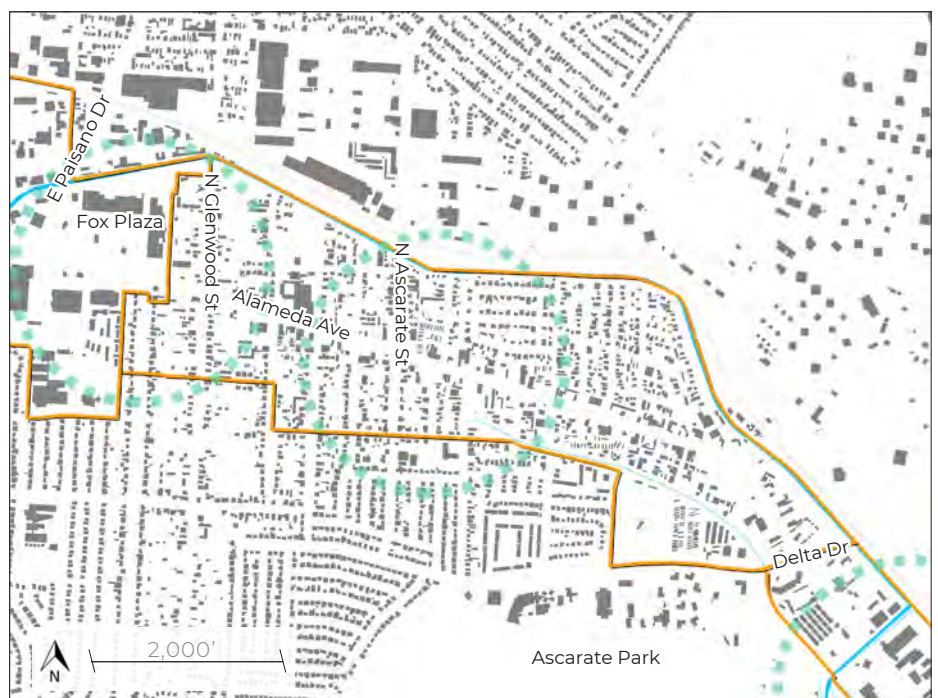 E Paisano Dr
Fox Plaza
N Glenwood St
Alameda Ave
N Ascarate St
Delta Dr
N
2,000'
Ascarate Park